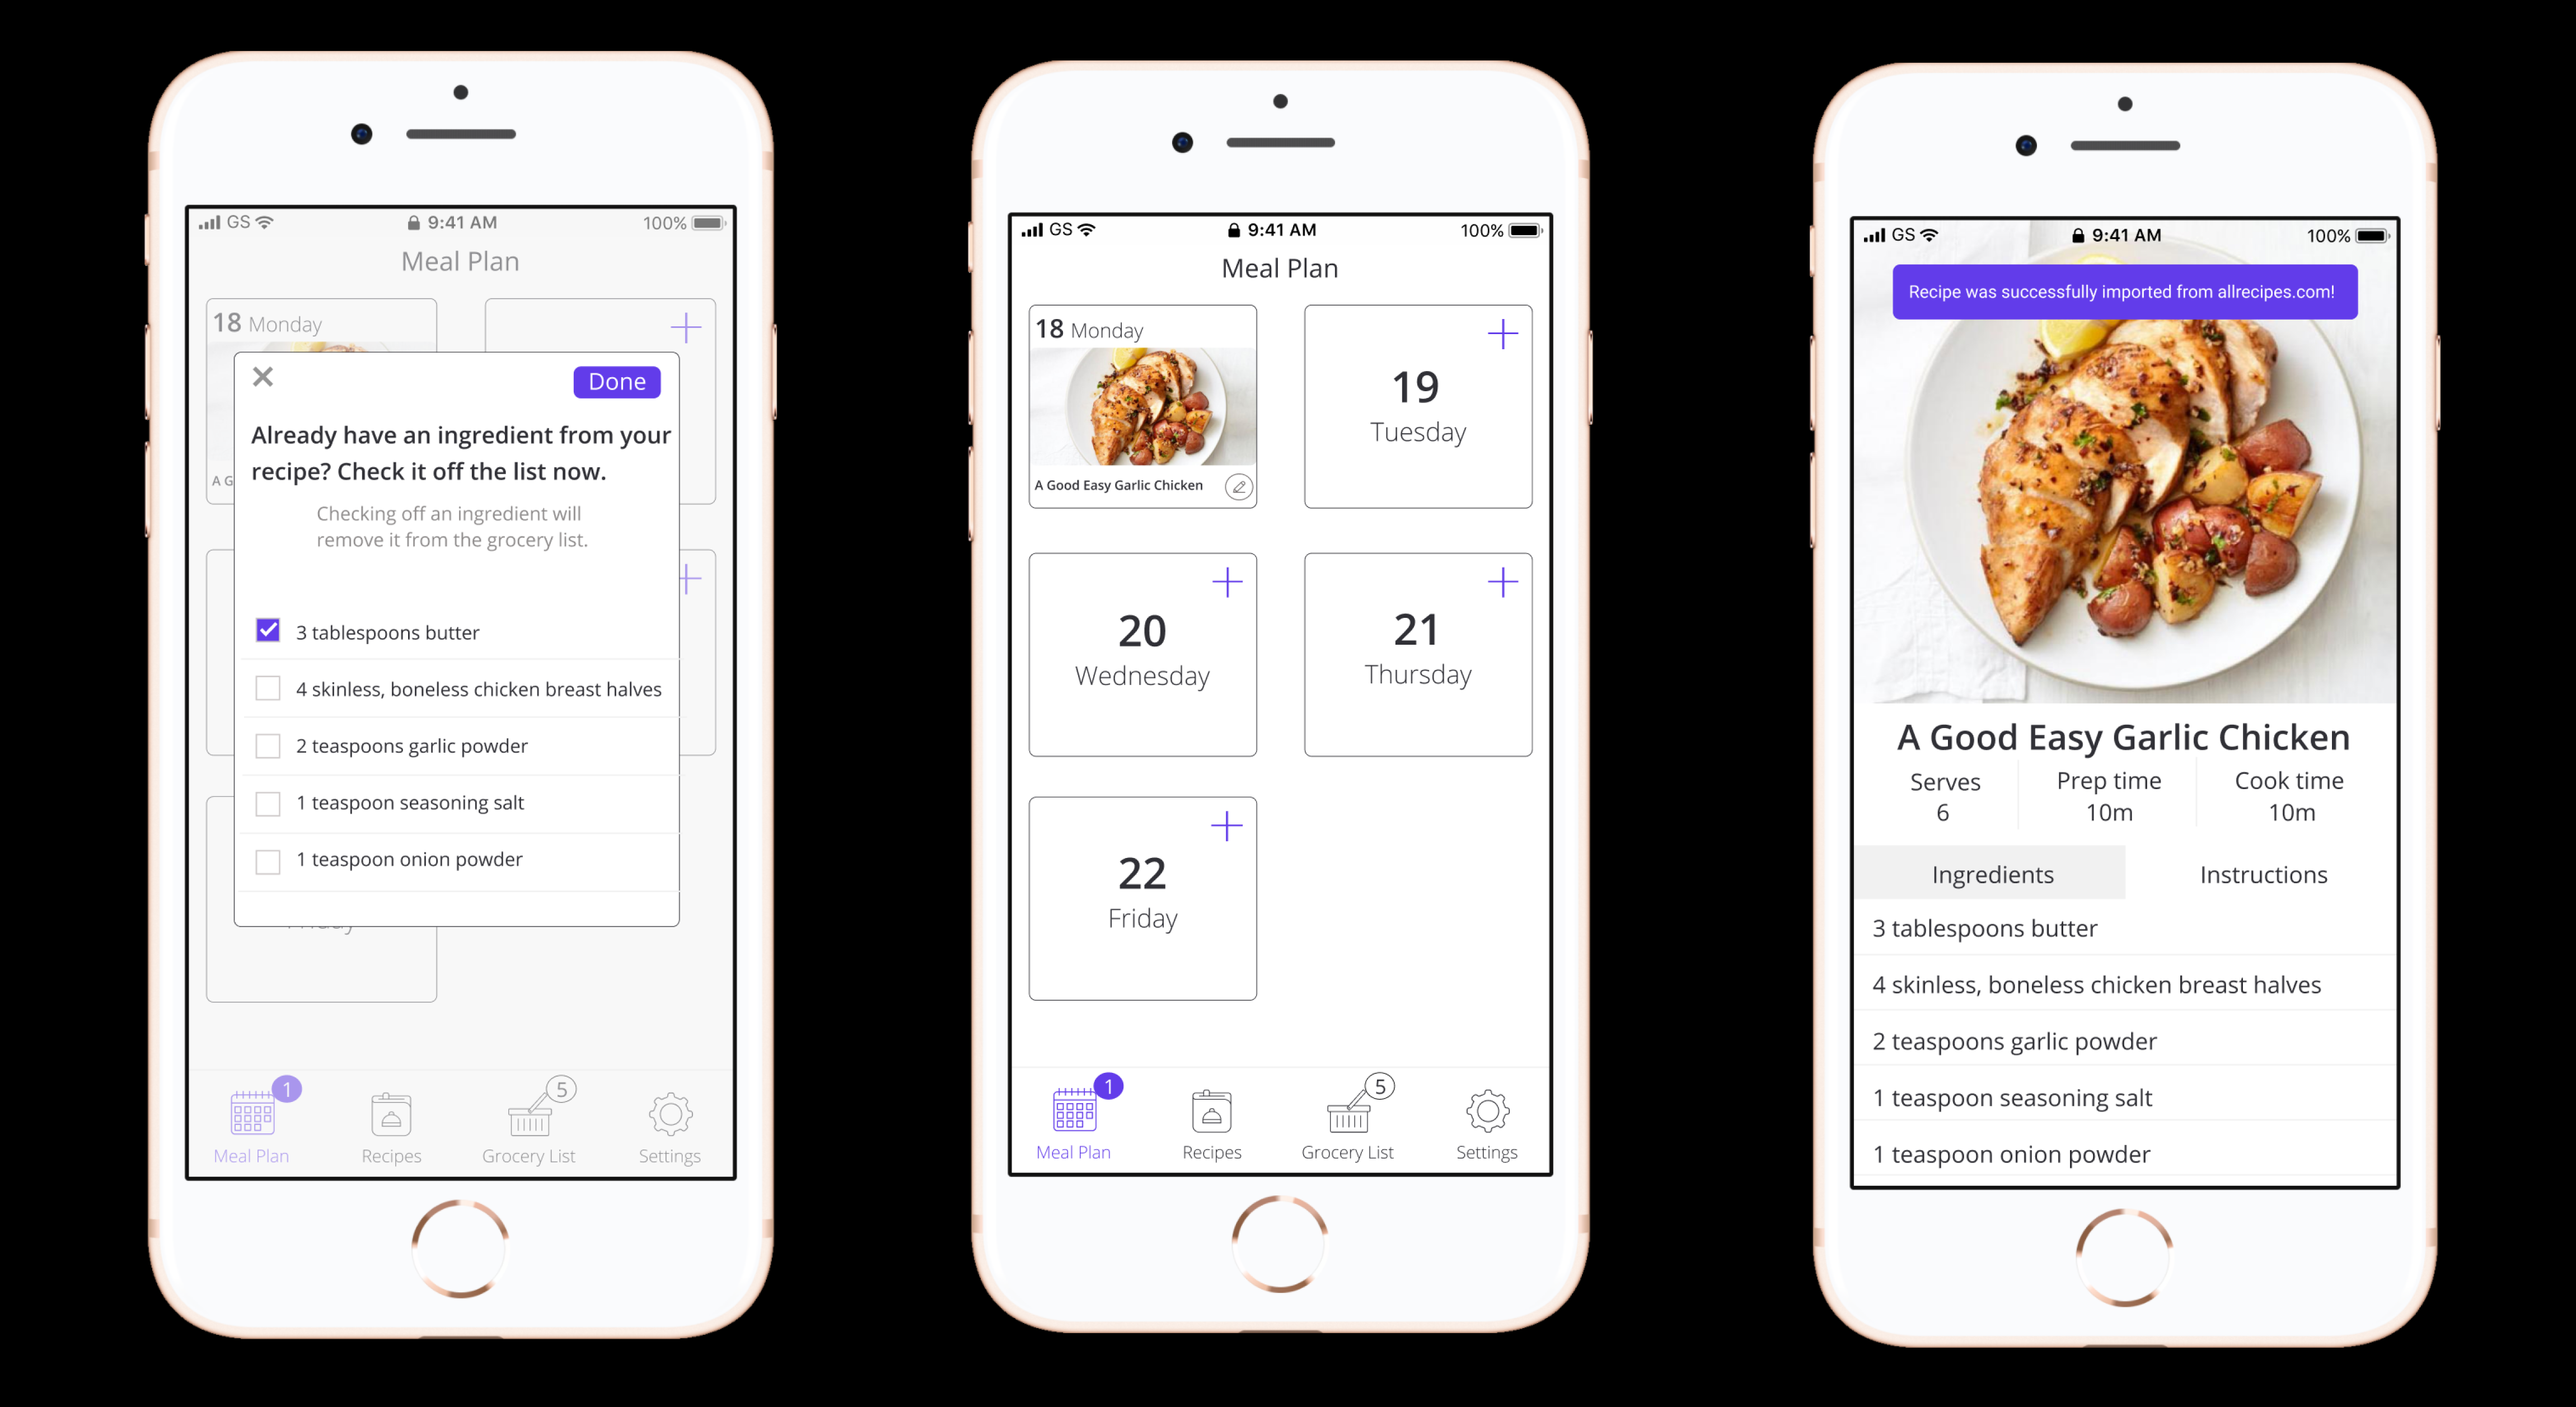 GS 9:41 AM 100%
Meal Plan
18 Monday
Done
Already have an ingredient from your
recipe? Check it off the list now.
A G
Checking off an ingredient will
remove it from the grocery list.
3 tablespoons butter
4 skinless, boneless chicken breast halves
2 teaspoons garlic powder
1 teaspoon seasoning salt
1 teaspoon onion powder
Friday
1
5
Meal Plan Recipes Grocery List Settings
GS 9:41 AM 100%
Meal Plan
18 Monday
A Good Easy Garlic Chicken
19
Tuesday
20
Wednesday
21
Thursday
22
Friday
1
5
Meal Plan Recipes Grocery List Settings
GS 9:41 AM 100%
Recipe was successfully imported from allrecipes.com!
A Good Easy Garlic Chicken
Serves Prep time Cook time
6 10m 10m
Ingredients Instructions
3 tablespoons butter
4 skinless, boneless chicken breast halves
2 teaspoons garlic powder
1 teaspoon seasoning salt
1 teaspoon onion powder